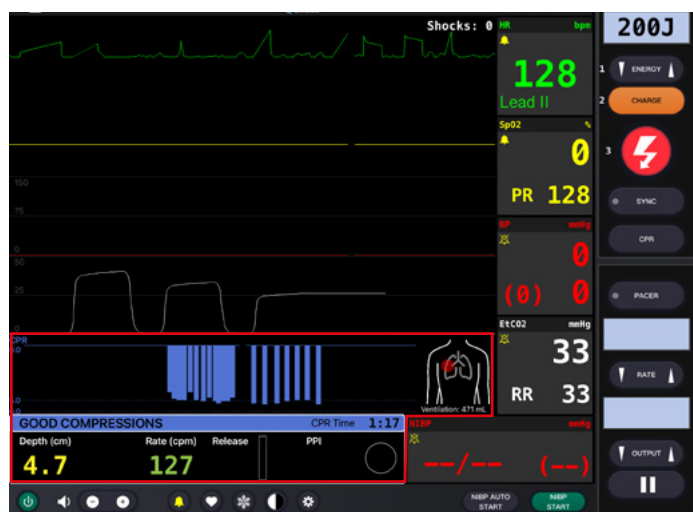 Shocks: 0
HR bpm
128
Lead II
SpO2 %
0
PR 128
150
75
0
BP mmHg
0
(0) 0
50
25
0
EtCO2 mmHg
33
RR 33
CPR
Ventilation: 471 mL
GOOD COMPRESSIONS CPR Time 1:17
Depth (cm) Rate (cpm) Release PPI
4.7 127
NIBP mmHg
--/-- (--)
NIBP AUTO
START
NIBP
START
200J
1 ENERGY
2 CHARGE
3
SYNC
CPR
PACER
RATE
OUTPUT